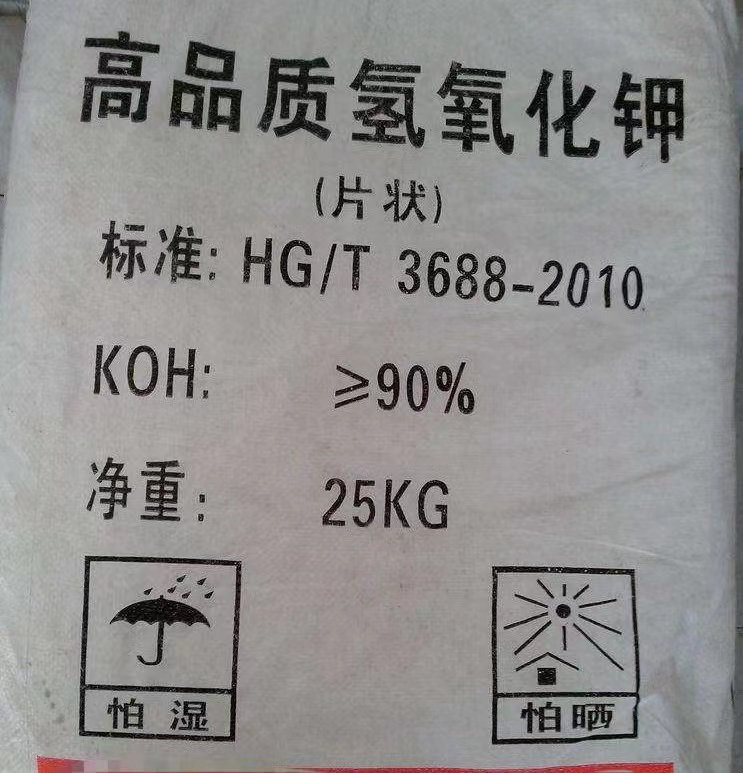 高品质氢氧化钾
(片状)
标准: HG/T 3688-2010
KOH: ≥90%
净重: 25KG
怕湿 怕晒